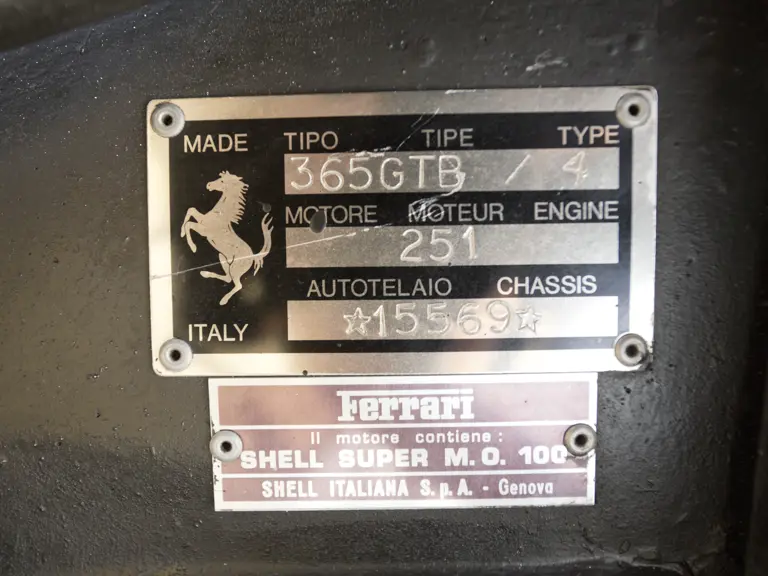 MADE TIPO TIPE TYPE
365GTB / 4
MOTORE MOTEUR ENGINE
251
AUTOTELAIO CHASSIS
☆15569☆
ITALY
Ferrari
Il motore contiene:
SHELL SUPER M.O. 100
SHELL ITALIANA S.p.A. - Genova